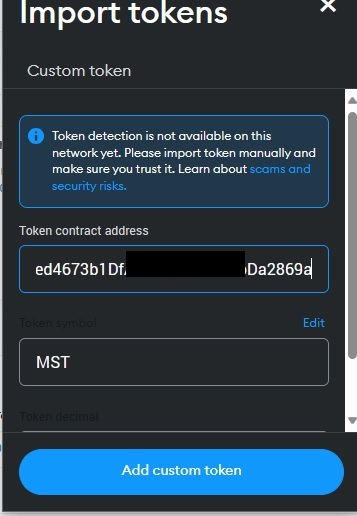 Import tokens
Custom token
Token detection is not available on this
network yet. Please import token manually and
make sure you trust it. Learn about scams and
security risks.
Token contract address
ed4673b1Df Da2869a
Token symbol
Edit
MST
Token decimal
Add custom token